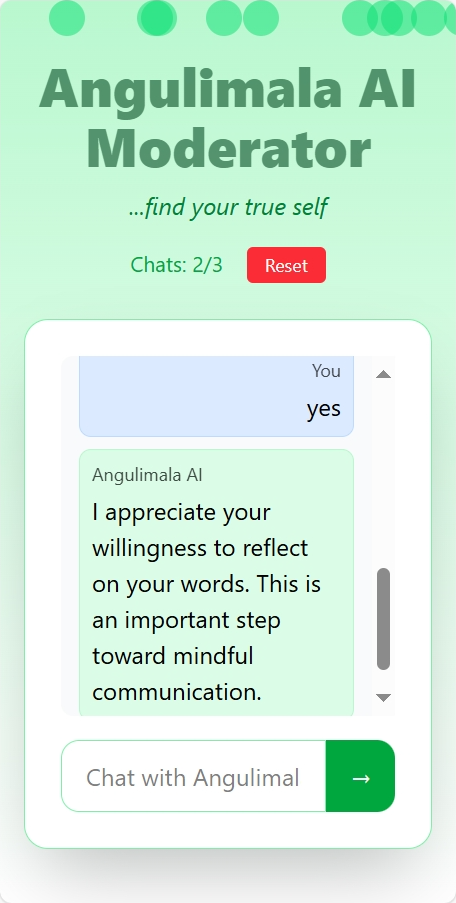 Angulimala AI
Moderator
...find your true self
Chats: 2/3
Reset
You
yes
Angulimala AI
I appreciate your
willingness to reflect
on your words. This is
an important step
toward mindful
communication.
Chat with Angulimal
→